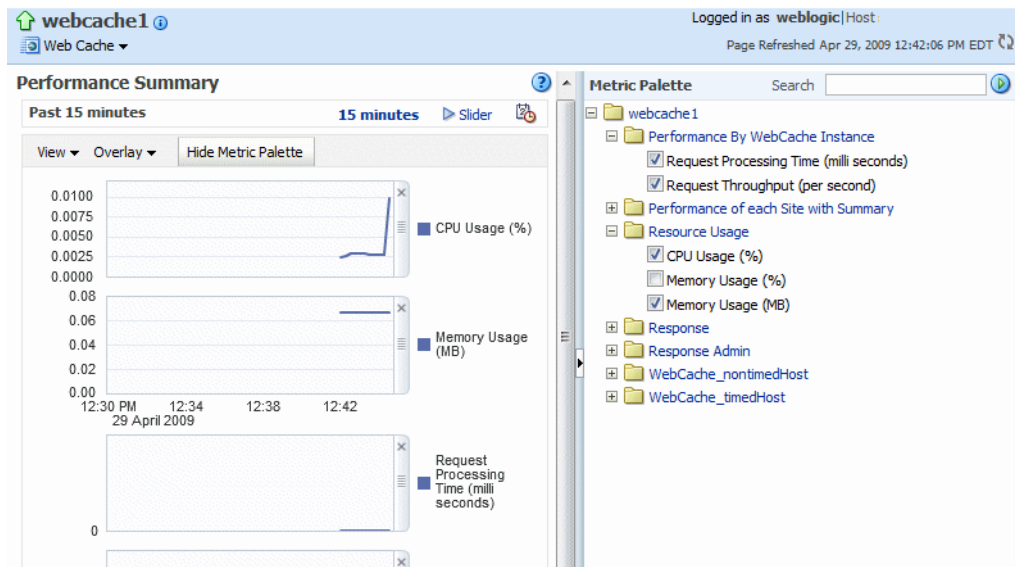 webcache1
Logged in as weblogic|Host
Web Cache
Page Refreshed Apr 29, 2009 12:42:06 PM EDT
Performance Summary
Past 15 minutes
15 minutes
Slider
View
Overlay
Hide Metric Palette
0.0100
0.0075
0.0050
0.0025
0.0000
CPU Usage (%)
0.08
0.06
0.04
0.02
0.00
Memory Usage
(MB)
12:30 PM
12:34
12:38
12:42
29 April 2009
Request
Processing
Time (milli
seconds)
0
Metric Palette
Search
webcache1
Performance By WebCache Instance
Request Processing Time (milli seconds)
Request Throughput (per second)
Performance of each Site with Summary
Resource Usage
CPU Usage (%)
Memory Usage (%)
Memory Usage (MB)
Response
Response Admin
WebCache_nontimedHost
WebCache_timedHost